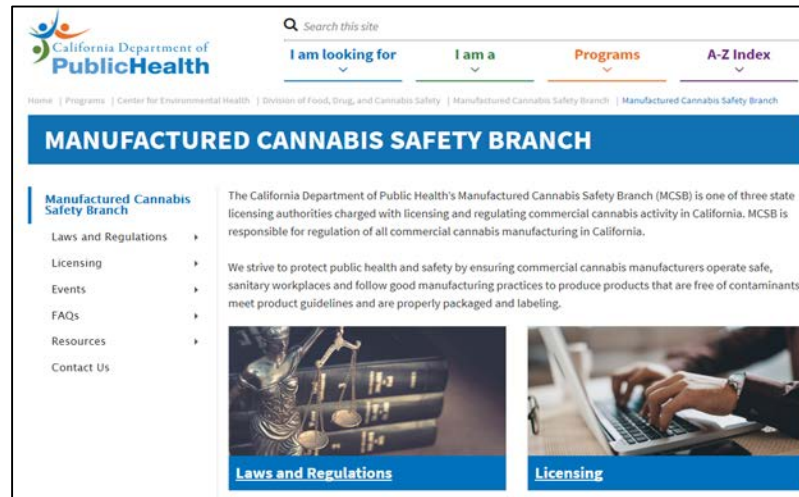 California Department of
PublicHealth
Search this site
I am looking for
I am a
Programs
A-Z Index
Home | Programs | Center for Environmental Health | Division of Food, Drug, and Cannabis Safety | Manufactured Cannabis Safety Branch | Manufactured Cannabis Safety Branch
MANUFACTURED CANNABIS SAFETY BRANCH
Manufactured Cannabis
Safety Branch
Laws and Regulations
Licensing
Events
FAQs
Resources
Contact Us
The California Department of Public Health's Manufactured Cannabis Safety Branch (MCSB) is one of three state
licensing authorities charged with licensing and regulating commercial cannabis activity in California. MCSB is
responsible for regulation of all commercial cannabis manufacturing in California.
We strive to protect public health and safety by ensuring commercial cannabis manufacturers operate safe,
sanitary workplaces and follow good manufacturing practices to produce products that are free of contaminants
meet product guidelines and are properly packaged and labeling.
Laws and Regulations
Licensing